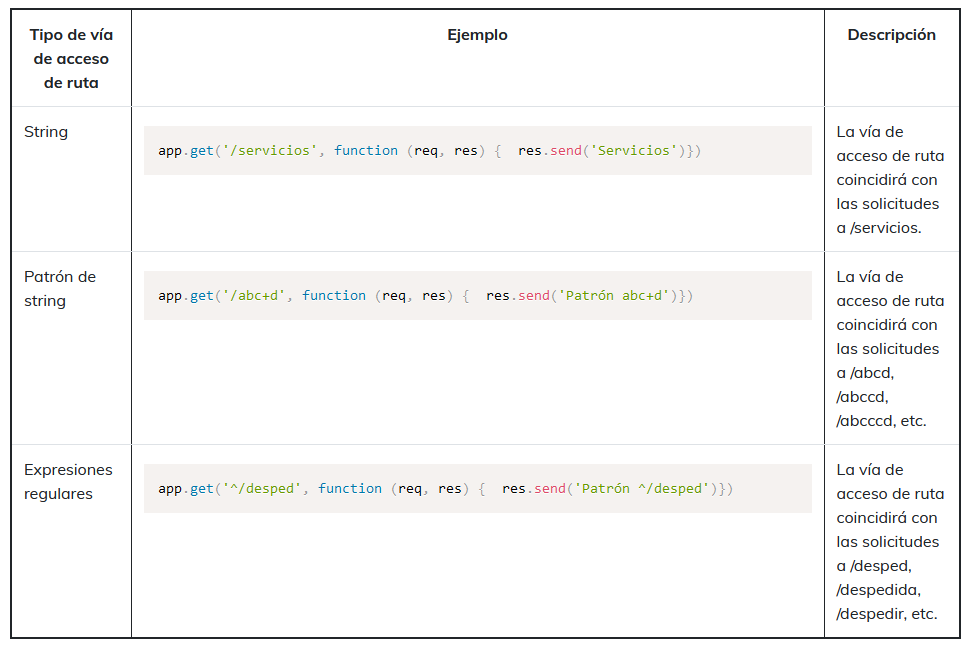 Tipo de vía
de acceso
de ruta
Ejemplo
Descripción
String
app.get('/servicios', function (req, res) {  res.send('Servicios')})
La vía de
acceso de ruta
coincidirá con
las solicitudes
a /servicios.
Patrón de
string
app.get('/abc+d', function (req, res) {  res.send('Patrón abc+d')})
La vía de
acceso de ruta
coincidirá con
las solicitudes
a /abcd,
/abccd,
/abcccd, etc.
Expresiones
regulares
app.get('^/desped', function (req, res) {  res.send('Patrón ^/desped')})
La vía de
acceso de ruta
coincidirá con
las solicitudes
a /desped,
/despedida,
/despedir, etc.